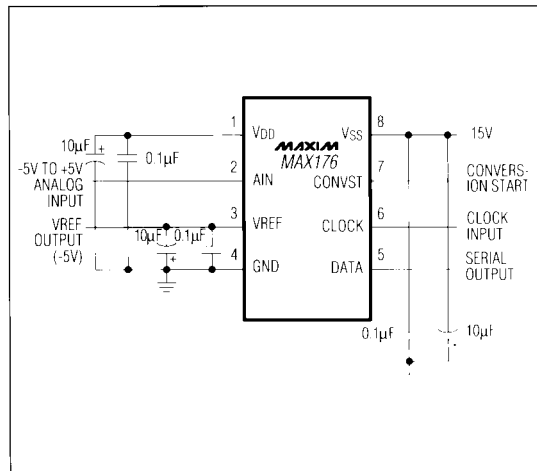 1
VDD
10µF
+
0.1µF
-5V TO +5V
ANALOG
INPUT
2
AIN
VREF
OUTPUT
(-5V)
3
VREF
10µF
0.1µF
+
4
GND
MAXIM
MAX176
8
VSS
15V
7
CONVST
CONVERS-
ION START
6
CLOCK
CLOCK
INPUT
5
DATA
SERIAL
OUTPUT
0.1µF
10µF